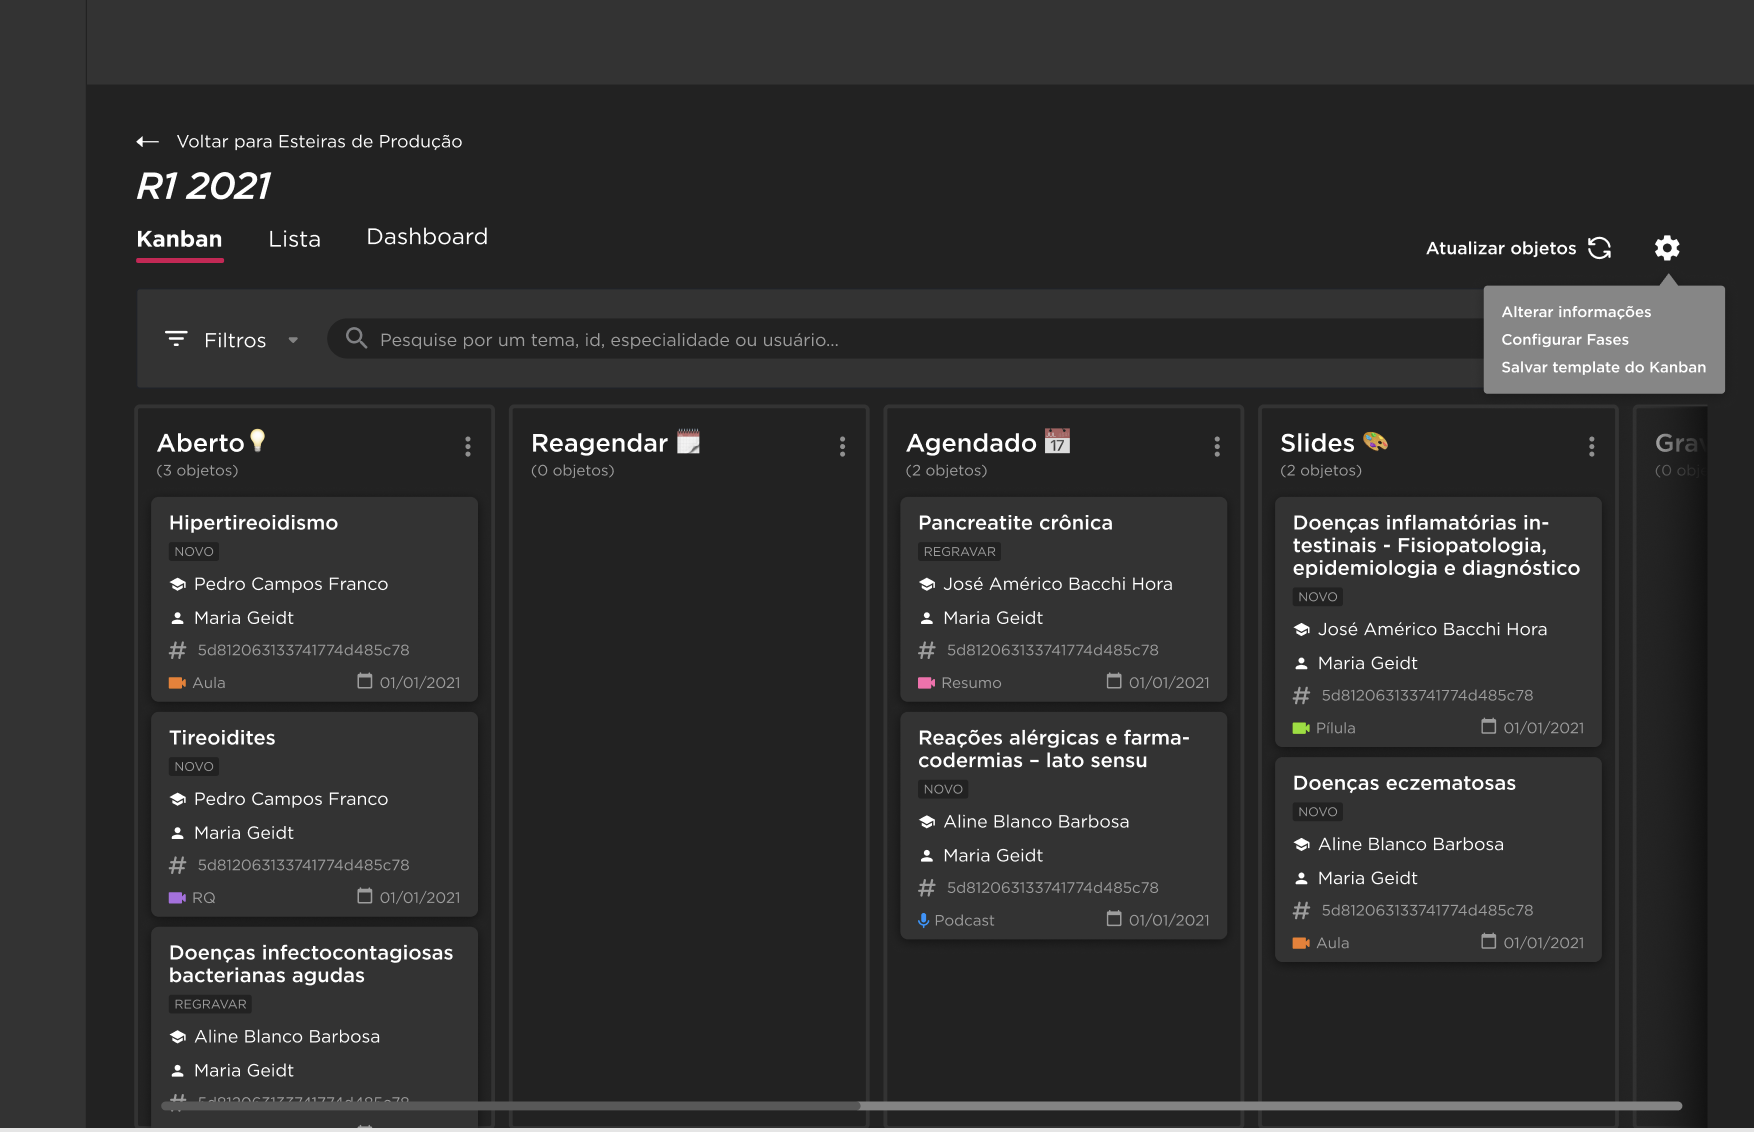 Voltar para Esteiras de Produção
R1 2021
Kanban
Lista
Dashboard
Atualizar objetos
Alterar informações
Configurar Fases
Salvar template do Kanban
Filtros
Pesquise por um tema, id, especialidade ou usuário...
Aberto
(3 objetos)
Hipertireoidismo
NOVO
Pedro Campos Franco
Maria Geidt
# 5d812063133741774d485c78
Aula
01/01/2021
Tireoidites
NOVO
Pedro Campos Franco
Maria Geidt
# 5d812063133741774d485c78
RQ
01/01/2021
Doenças infectocontagiosas
bacterianas agudas
REGRAVAR
Aline Blanco Barbosa
Maria Geidt
# 5d812063133741774d485c78
Reagendar
(0 objetos)
Agendado 17
(2 objetos)
Pancreatite crônica
REGRAVAR
José Américo Bacchi Hora
Maria Geidt
# 5d812063133741774d485c78
Resumo
01/01/2021
Reações alérgicas e farma-
codermias – lato sensu
NOVO
Aline Blanco Barbosa
Maria Geidt
# 5d812063133741774d485c78
Podcast
01/01/2021
Slides
(2 objetos)
Doenças inflamatórias in-
testinais - Fisiopatologia,
epidemiologia e diagnóstico
NOVO
José Américo Bacchi Hora
Maria Geidt
# 5d812063133741774d485c78
Pílula
01/01/2021
Doenças eczematosas
NOVO
Aline Blanco Barbosa
Maria Geidt
# 5d812063133741774d485c78
Aula
01/01/2021
Gra
(0 obj